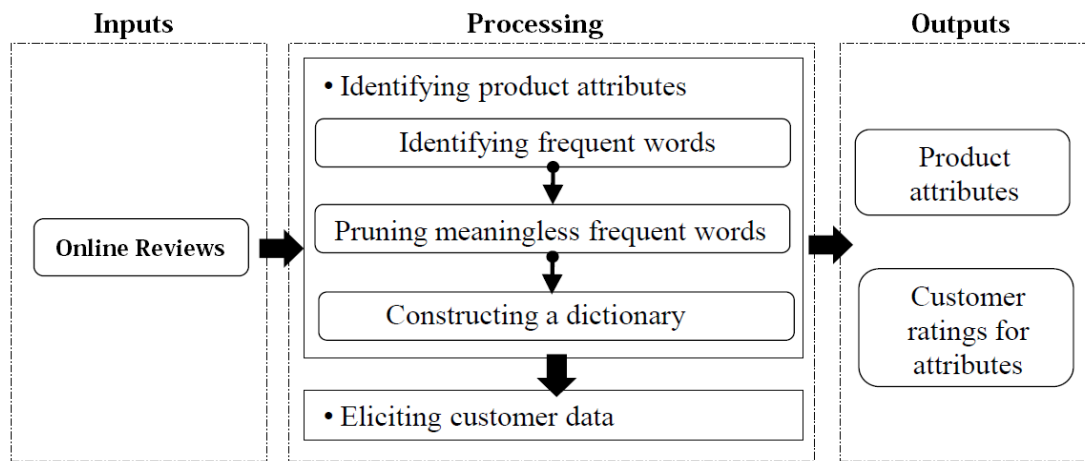 Inputs
Processing
Outputs
• Identifying product attributes
Identifying frequent words
Pruning meaningless frequent words
Constructing a dictionary
• Eliciting customer data
Online Reviews
Product
attributes
Customer
ratings for
attributes